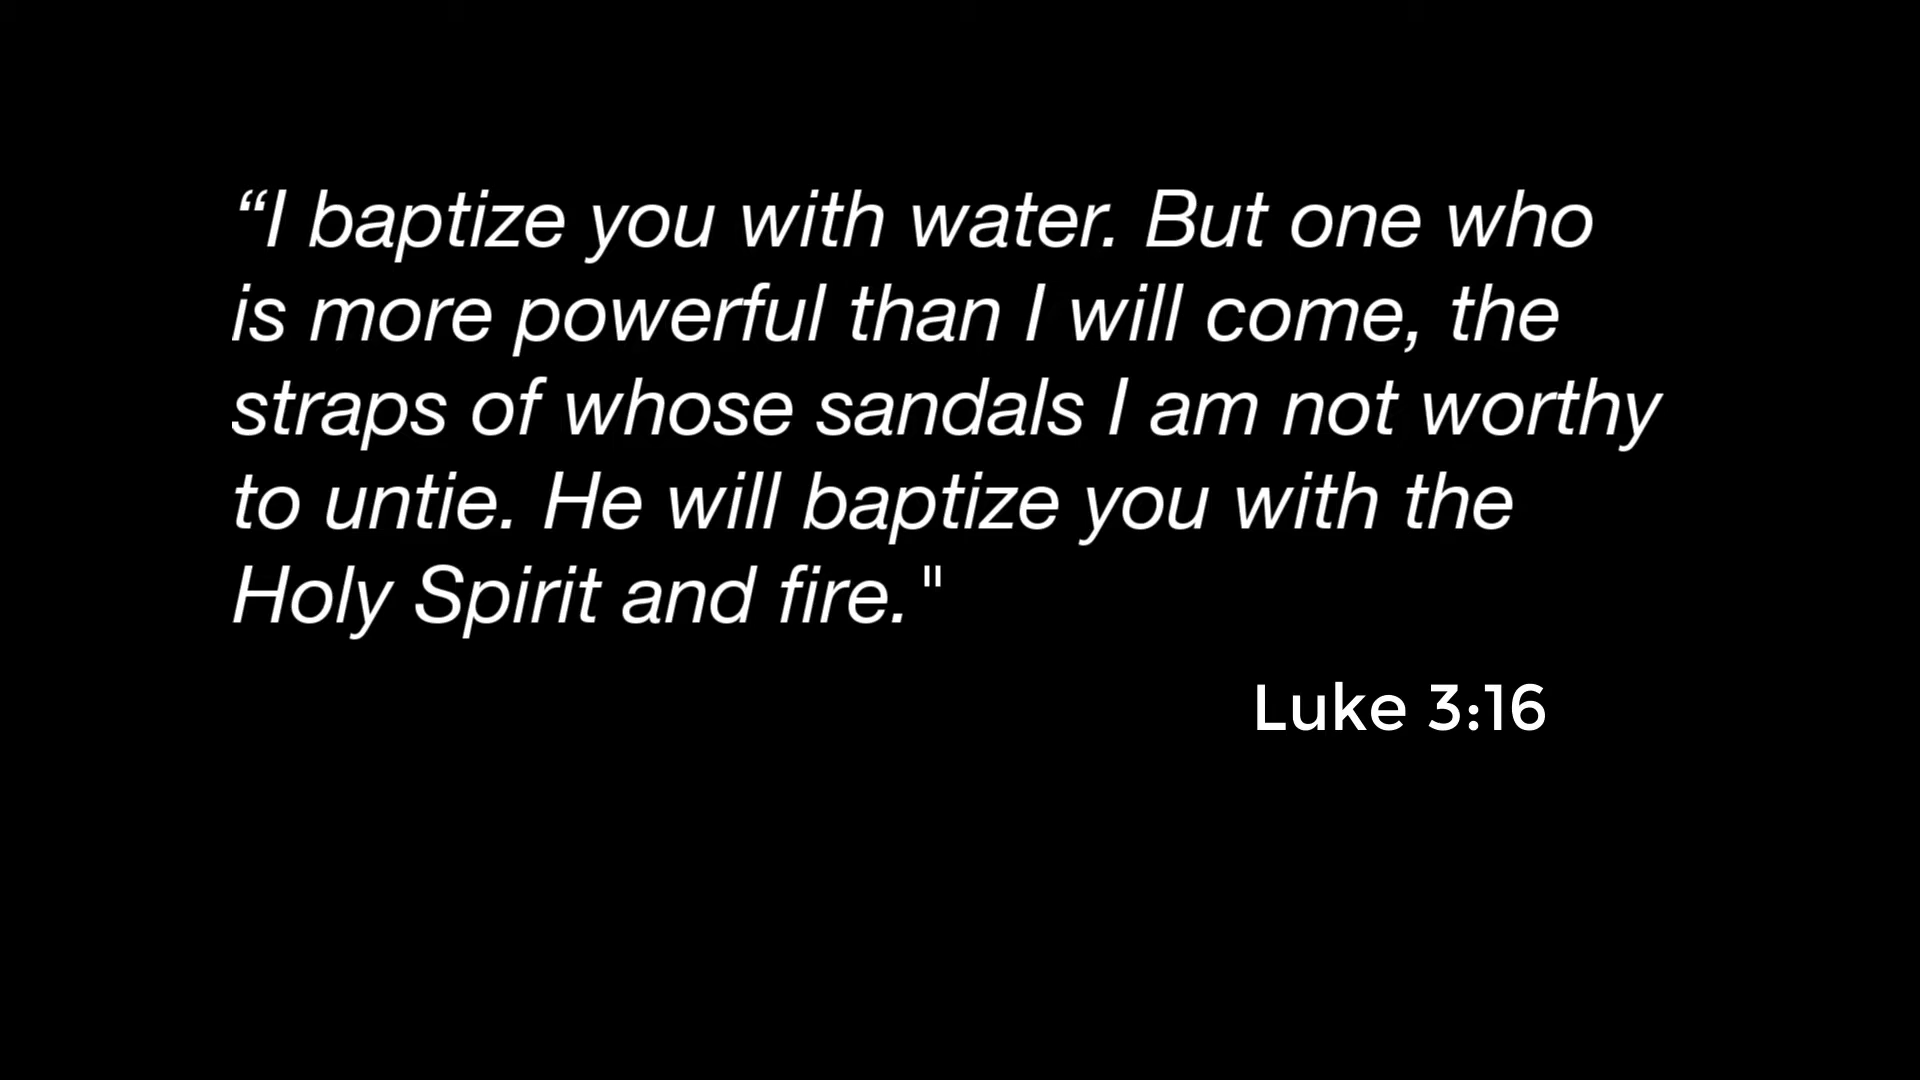 “I baptize you with water. But one who
is more powerful than I will come, the
straps of whose sandals I am not worthy
to untie. He will baptize you with the
Holy Spirit and fire."
Luke 3:16